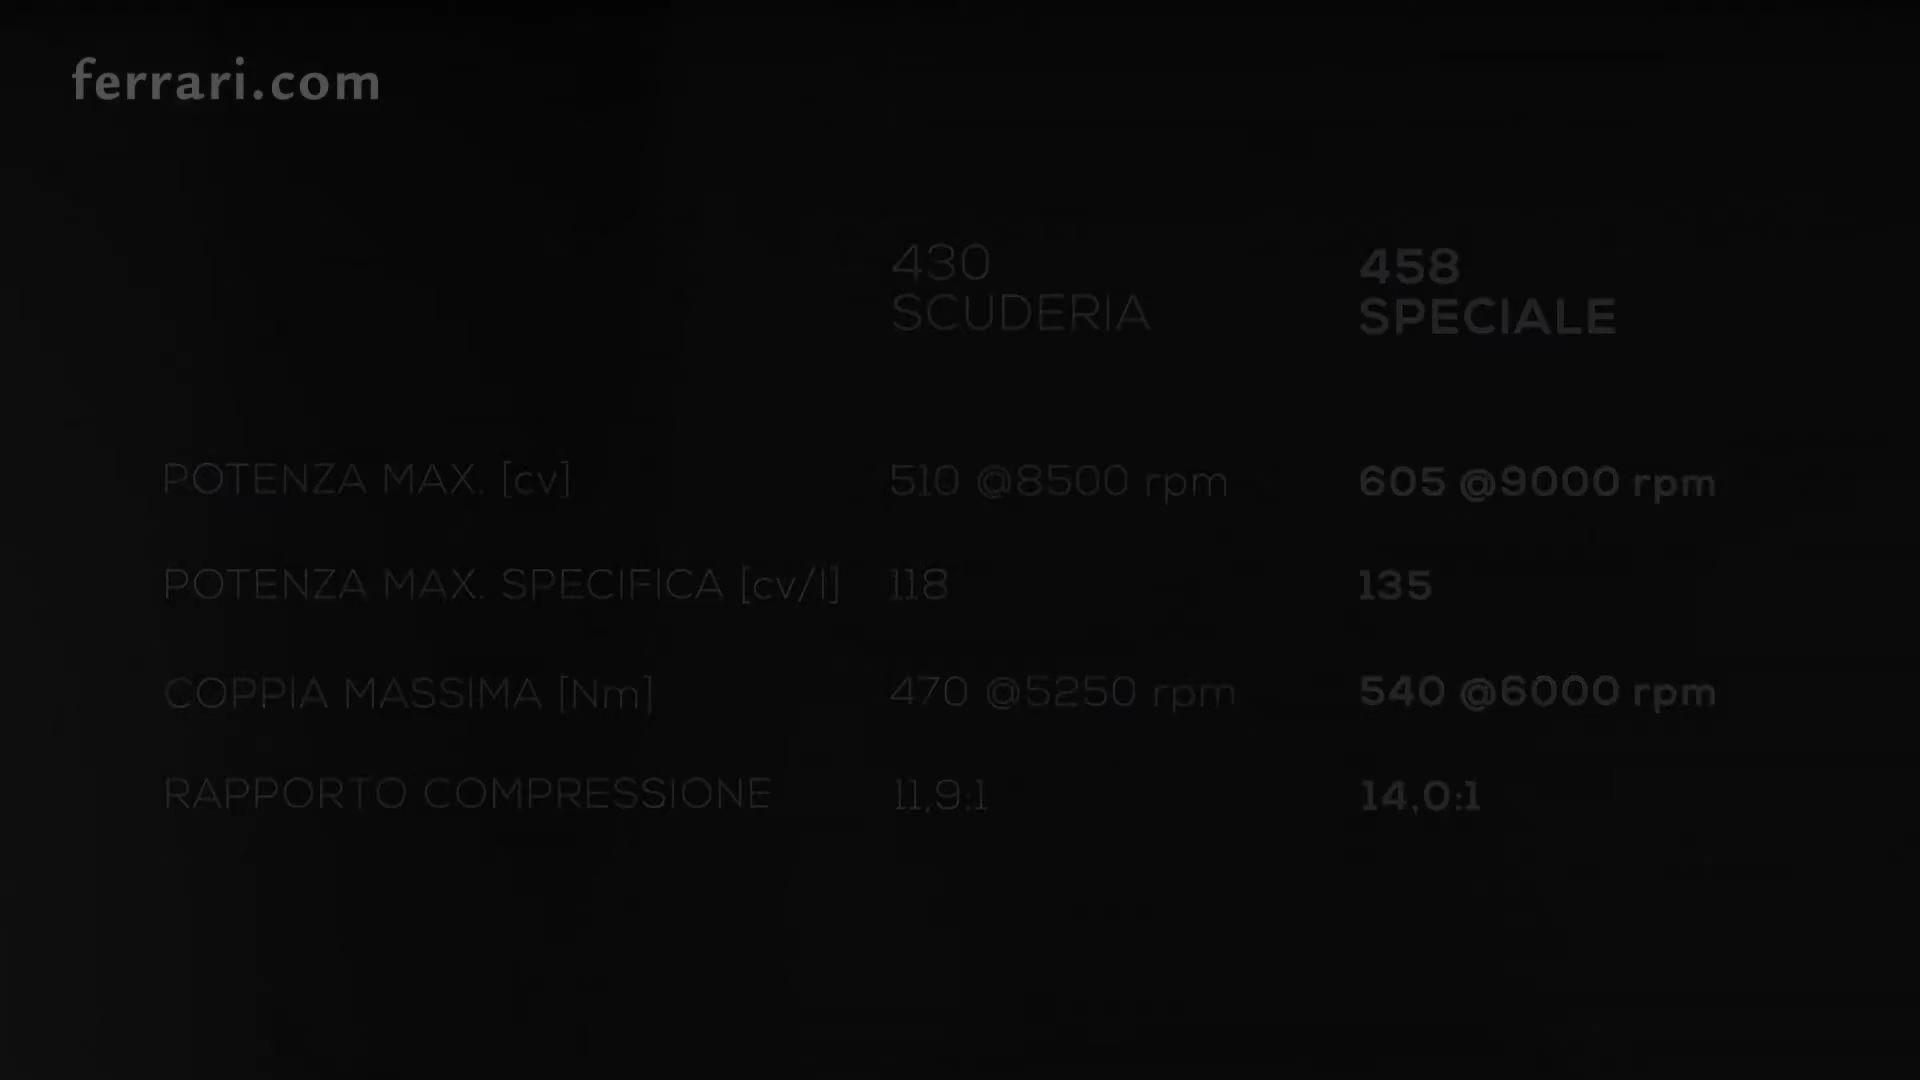 ferrari.com
430
SCUDERIA
458
SPECIALE
POTENZA MAX. [cv] 510 @8500 rpm 605 @9000 rpm
POTENZA MAX. SPECIFICA [cv/l] 118 135
COPPIA MASSIMA [Nm] 470 @5250 rpm 540 @6000 rpm
RAPPORTO COMPRESSIONE 11,9:1 14,0:1